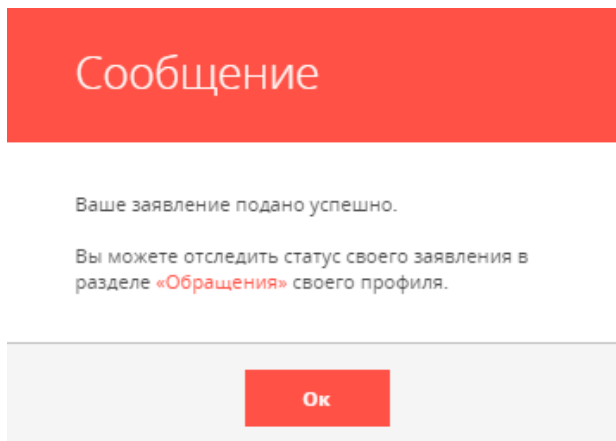 Сообщение
Ваше заявление подано успешно.
Вы можете отследить статус своего заявления в
разделе «Обращения» своего профиля.
Ок